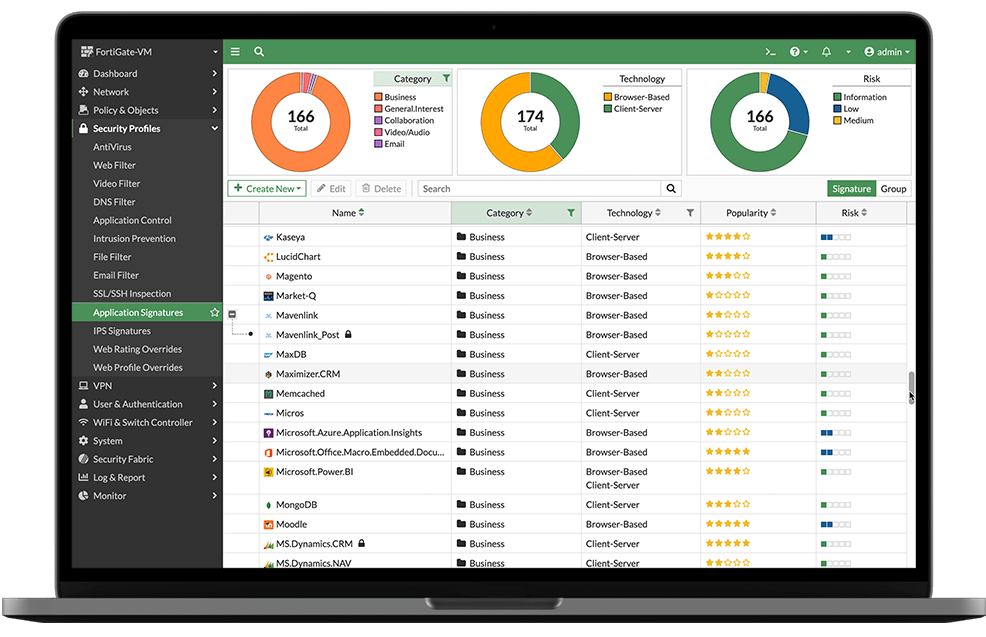 FortiGate-VM
admin
Dashboard
Network
Policy & Objects
Security Profiles
AntiVirus
Web Filter
Video Filter
DNS Filter
Application Control
Intrusion Prevention
File Filter
Email Filter
SSL/SSH Inspection
Application Signatures
IPS Signatures
Web Rating Overrides
Web Profile Overrides
VPN
User & Authentication
WiFi & Switch Controller
System
Security Fabric
Log & Report
Monitor
166
Total
Category
Business
General.Interest
Collaboration
Video/Audio
Email
174
Total
Technology
Browser-Based
Client-Server
166
Total
Risk
Information
Low
Medium
+ Create New Edit Delete Search Signature Group
Name Category Technology Popularity Risk
Kaseya Business Client-Server
LucidChart Business Browser-Based
Magento Business Browser-Based
Market-Q Business Browser-Based
Mavenlink Business Browser-Based
Mavenlink_Post Business Browser-Based
MaxDB Business Client-Server
Maximizer.CRM Business Browser-Based
Memcached Business Client-Server
Micros Business Client-Server
Microsoft.Azure.Application.Insights Business Browser-Based
Microsoft.Office.Macro.Embedded.Docu... Business Browser-Based
Microsoft.Power.BI Business Browser-Based
Client-Server
MongoDB Business Client-Server
Moodle Business Browser-Based
MS.Dynamics.CRM Business Client-Server
MS.Dynamics.NAV Business Client-Server